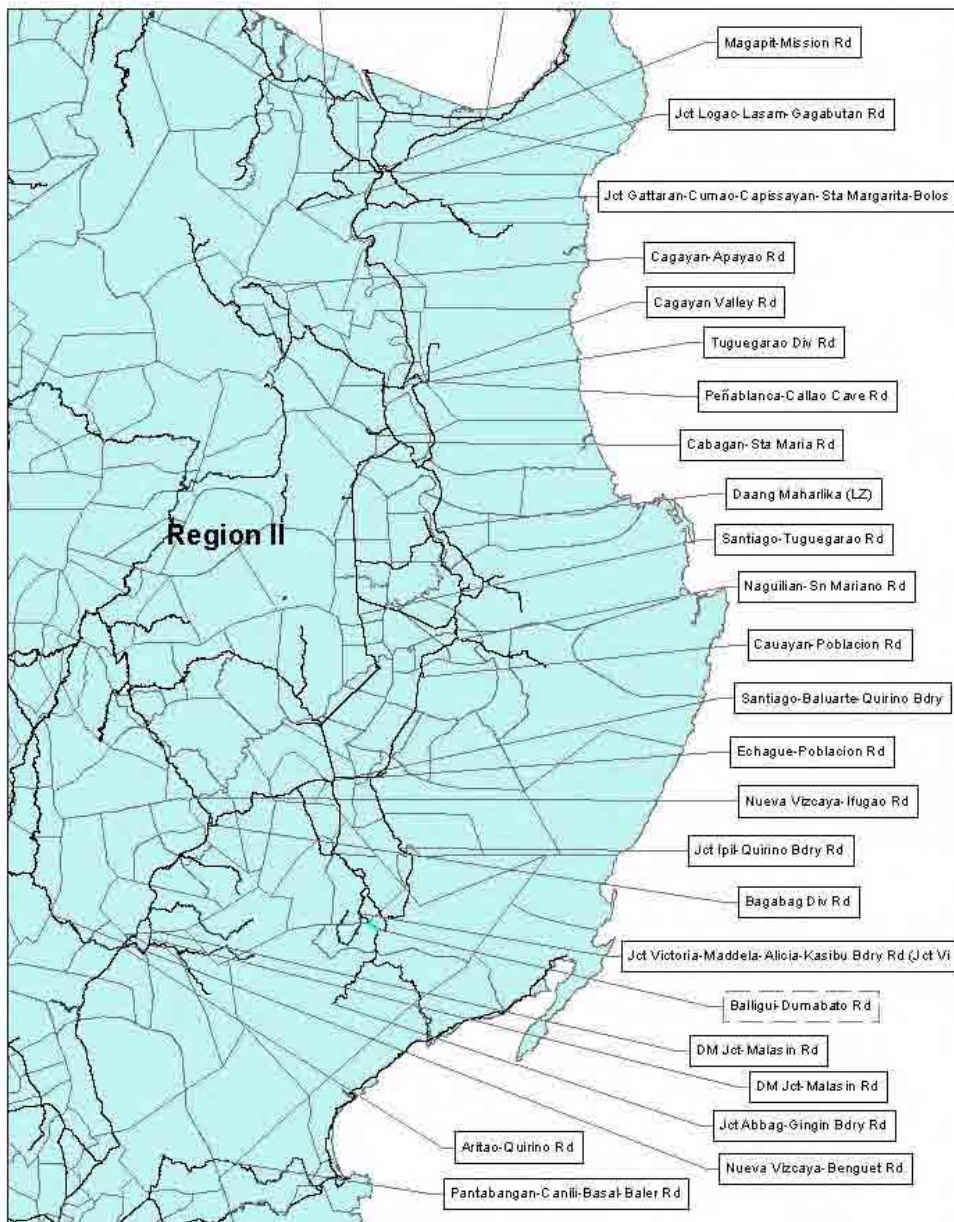 Magapit-Mission Rd
Jct Logac-Lasam-Gagabutan Rd
Jct Gattaran-Cumao-Capissayan-Sta Margarita-Bolos
Cagayan-Apayao Rd
Cagayan Valley Rd
Tuguegarao Div Rd
Peñablanca-Callao Cave Rd
Cabagan-Sta Maria Rd
Daang Maharlika (LZ)
Region II
Santiago-Tuguegarao Rd
Naguilian-Sn Mariano Rd
Cauayan-Poblacion Rd
Santiago-Baluarte-Quirino Bdry
Echague-Poblacion Rd
Nueva Vizcaya-Ifugao Rd
Jct Ipil-Quirino Bdry Rd
Bagabag Div Rd
Jct Victoria-Maddela-Alicia-Kasibu Bdry Rd (Jct Vi
Balligui-Dumabato Rd
DM Jct-Malasin Rd
DM Jct-Malasin Rd
Jct Abbag-Gingin Bdry Rd
Aritao-Quirino Rd
Nueva Vizcaya-Benguet Rd
Pantabangan-Canili-Basal-Baler Rd